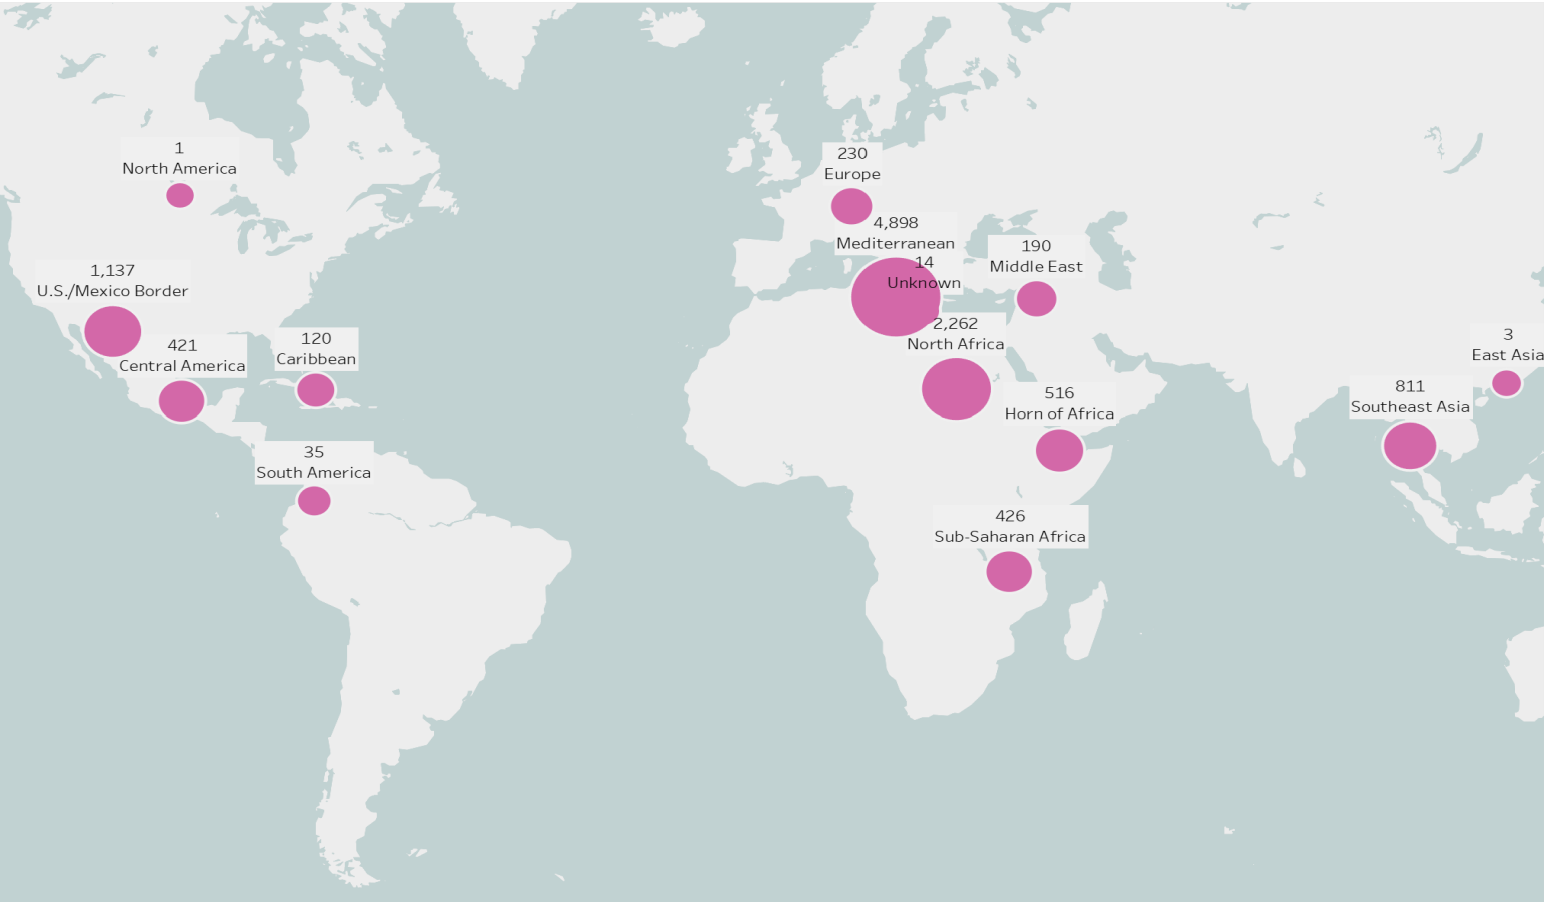 1
North America
230
Europe
4,898
Mediterranean
190
Middle East
14
Unknown
1,137
U.S./Mexico Border
2,262
North Africa
120
Caribbean
421
Central America
3
East Asia
811
Southeast Asia
516
Horn of Africa
35
South America
426
Sub-Saharan Africa